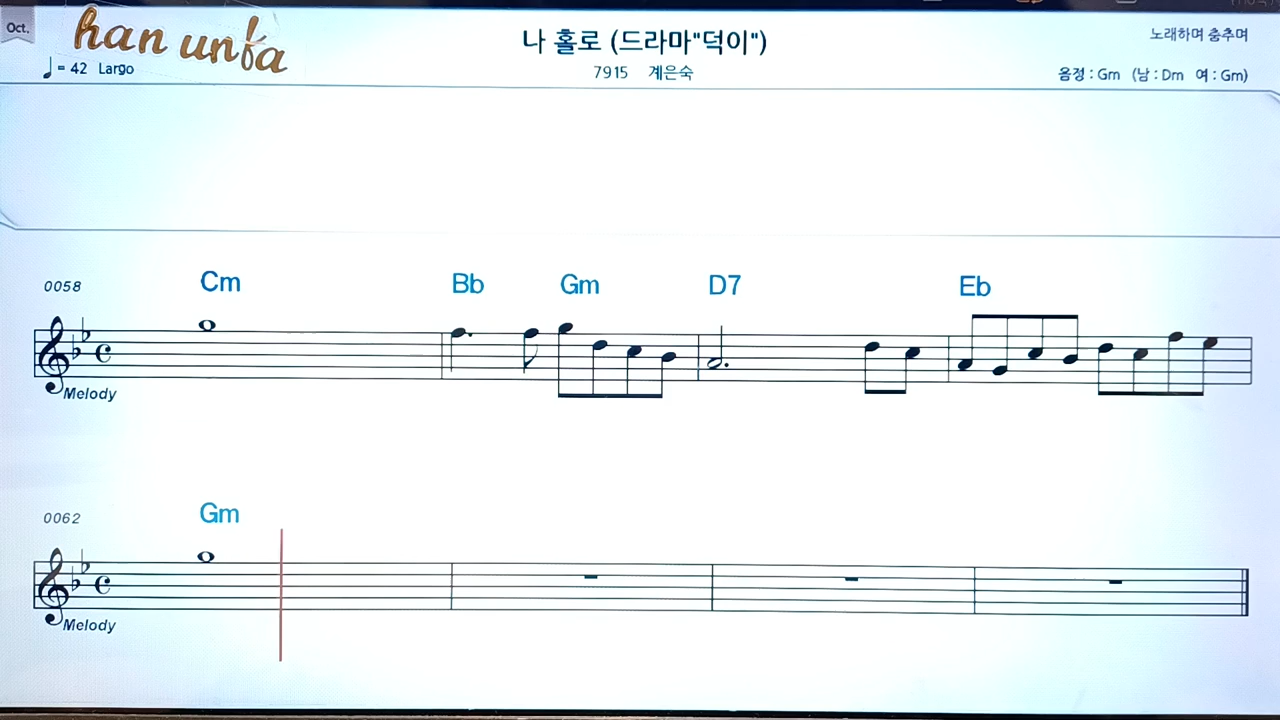 Oct.
han unfa
나 홀로 (드라마"덕이")
노래하며 춤추며
♩= 42 Largo
7915 계은숙
음정 : Gm (남 : Dm 여 : Gm)
0058
Cm Bb Gm D7 Eb
Melody
0062
Gm
Melody